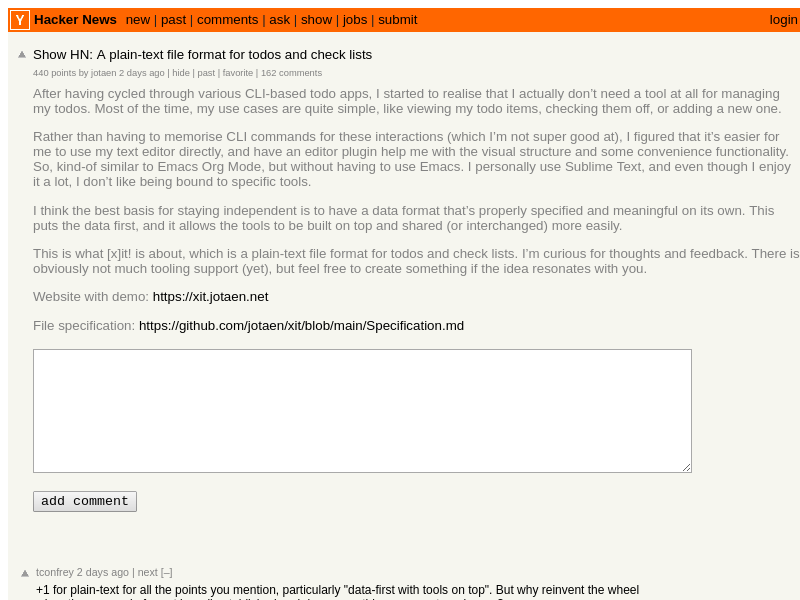 Y Hacker News new | past | comments | ask | show | jobs | submit login
Show HN: A plain-text file format for todos and check lists
440 points by jotaen 2 days ago | hide | past | favorite | 162 comments
After having cycled through various CLI-based todo apps, I started to realise that I actually don’t need a tool at all for managing
my todos. Most of the time, my use cases are quite simple, like viewing my todo items, checking them off, or adding a new one.
Rather than having to memorise CLI commands for these interactions (which I’m not super good at), I figured that it’s easier for
me to use my text editor directly, and have an editor plugin help me with the visual structure and some convenience functionality.
So, kind-of similar to Emacs Org Mode, but without having to use Emacs. I personally use Sublime Text, and even though I enjoy
it a lot, I don’t like being bound to specific tools.
I think the best basis for staying independent is to have a data format that’s properly specified and meaningful on its own. This
puts the data first, and it allows the tools to be built on top and shared (or interchanged) more easily.
This is what [x]it! is about, which is a plain-text file format for todos and check lists. I’m curious for thoughts and feedback. There is
obviously not much tooling support (yet), but feel free to create something if the idea resonates with you.
Website with demo: https://xit.jotaen.net
File specification: https://github.com/jotaen/xit/blob/main/Specification.md
add comment
tconfrey 2 days ago | next [–]
+1 for plain-text for all the points you mention, particularly "data-first with tools on top". But why reinvent the wheel